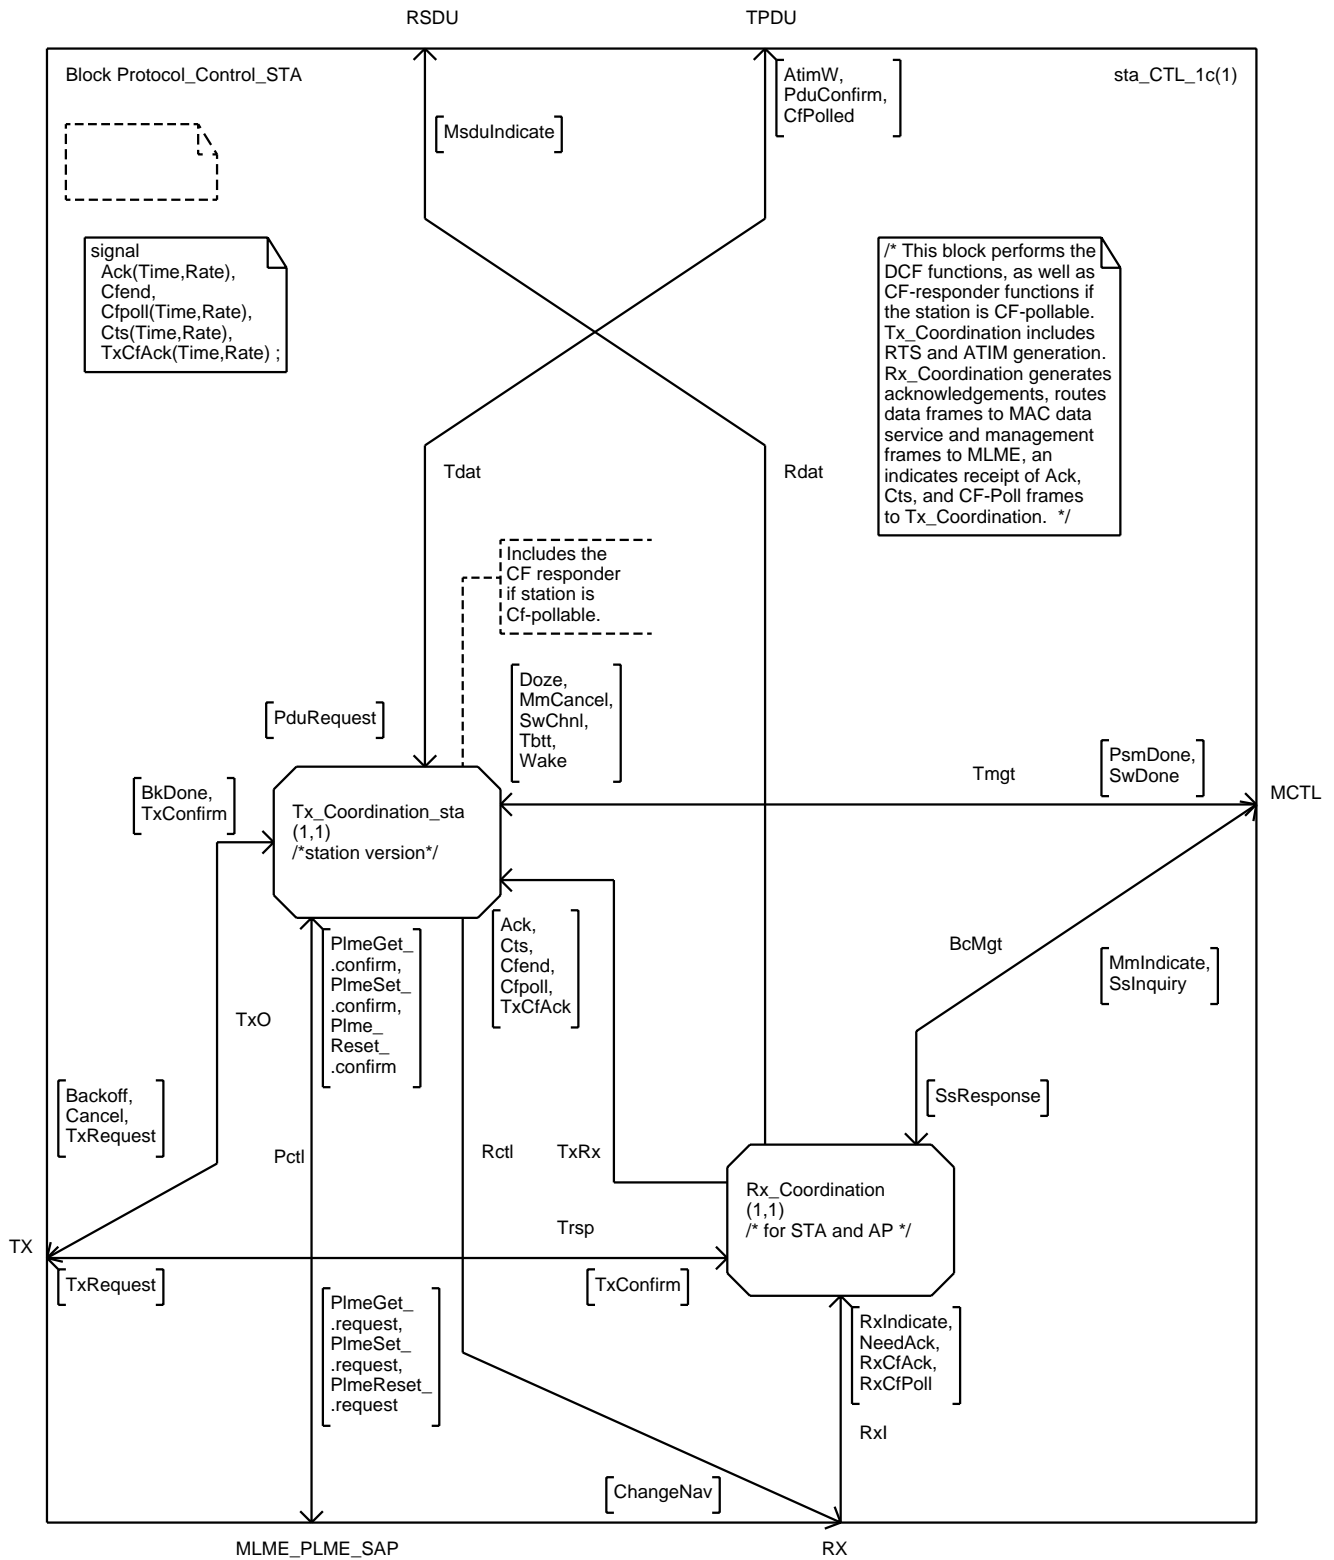 RSDU
TPDU
Block Protocol_Control_STA
sta_CTL_1c(1)
AtimW,
PduConfirm,
CfPolled
MsduIndicate
signal
Ack(Time,Rate),
Cfend,
Cfpoll(Time,Rate),
Cts(Time,Rate),
TxCfAck(Time,Rate) ;
/* This block performs the
DCF functions, as well as
CF-responder functions if
the station is CF-pollable.
Tx_Coordination includes
RTS and ATIM generation.
Rx_Coordination generates
acknowledgements, routes
data frames to MAC data
service and management
frames to MLME, an
indicates receipt of Ack,
Cts, and CF-Poll frames
to Tx_Coordination.  */
Tdat
Rdat
Includes the
CF responder
if station is
Cf-pollable.
Doze,
MmCancel,
SwChnl,
Tbtt,
Wake
PduRequest
Tmgt
PsmDone,
SwDone
MCTL
BkDone,
TxConfirm
Tx_Coordination_sta
(1,1)
/*station version*/
Ack,
Cts,
Cfend,
Cfpoll,
TxCfAck
PlmeGet_
.confirm,
PlmeSet_
.confirm,
Plme_
Reset_
.confirm
BcMgt
MmIndicate,
SsInquiry
TxO
Backoff,
Cancel,
TxRequest
SsResponse
Pctl
Rctl
TxRx
Rx_Coordination
(1,1)
/* for STA and AP */
Trsp
TX
TxRequest
TxConfirm
PlmeGet_
.request,
PlmeSet_
.request,
PlmeReset_
.request
RxIndicate,
NeedAck,
RxCfAck,
RxCfPoll
RxI
ChangeNav
MLME_PLME_SAP
RX